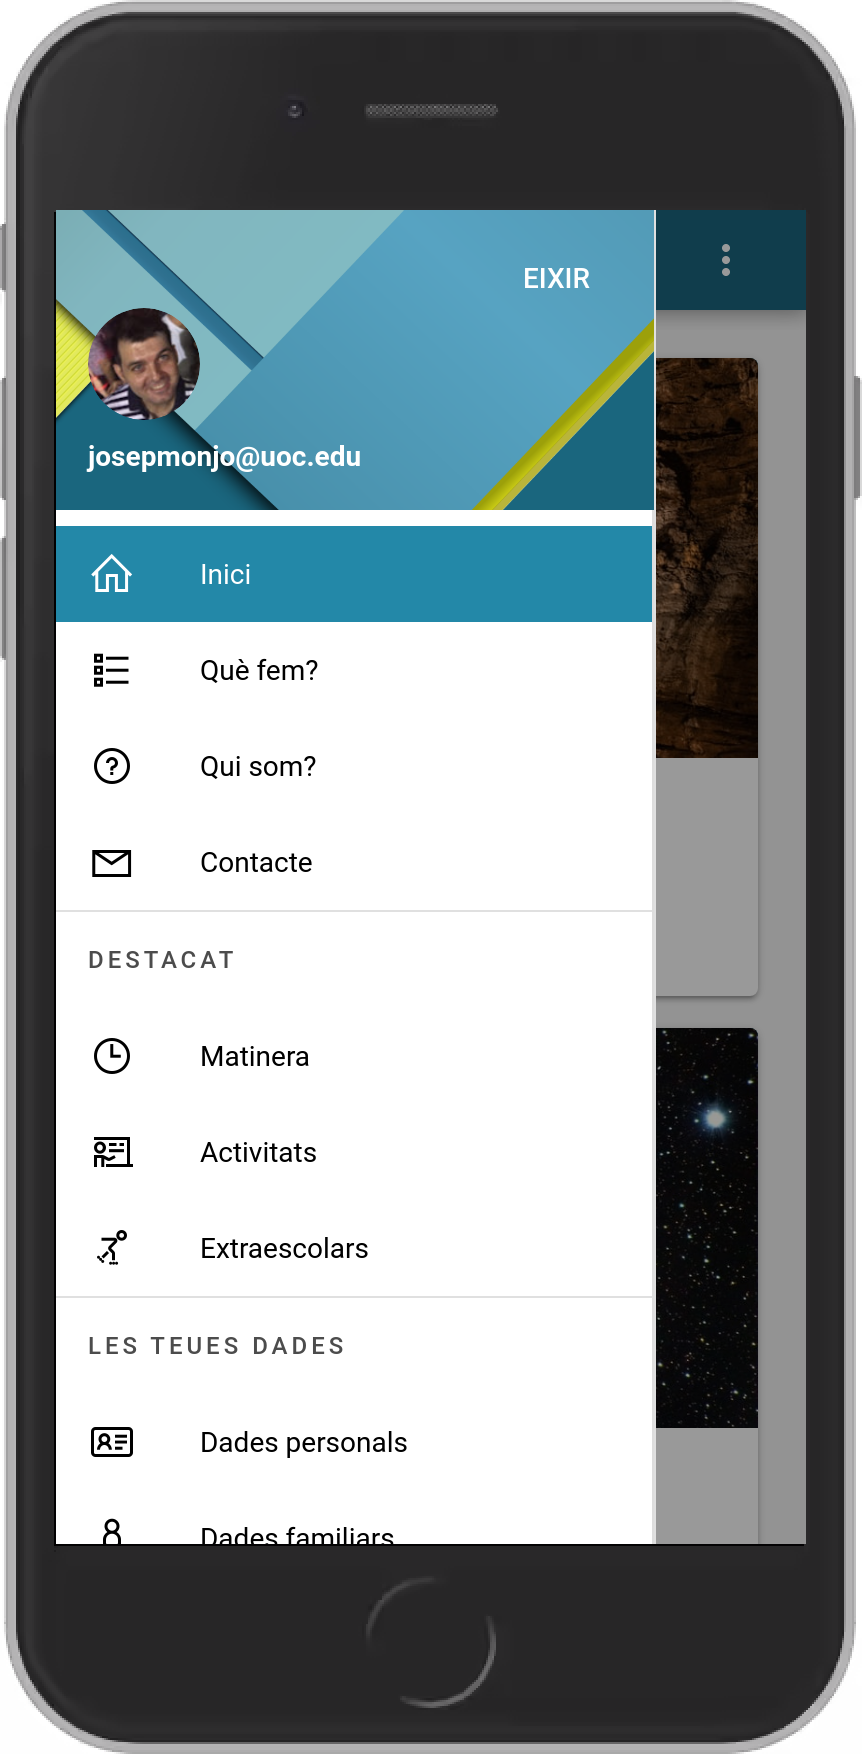 EIXIR
josepmonjo@uoc.edu
Inici
Què fem?
Qui som?
Contacte
DESTACAT
Matinera
Activitats
Extraescolars
LES TEUES DADES
Dades personals
Dades familiars